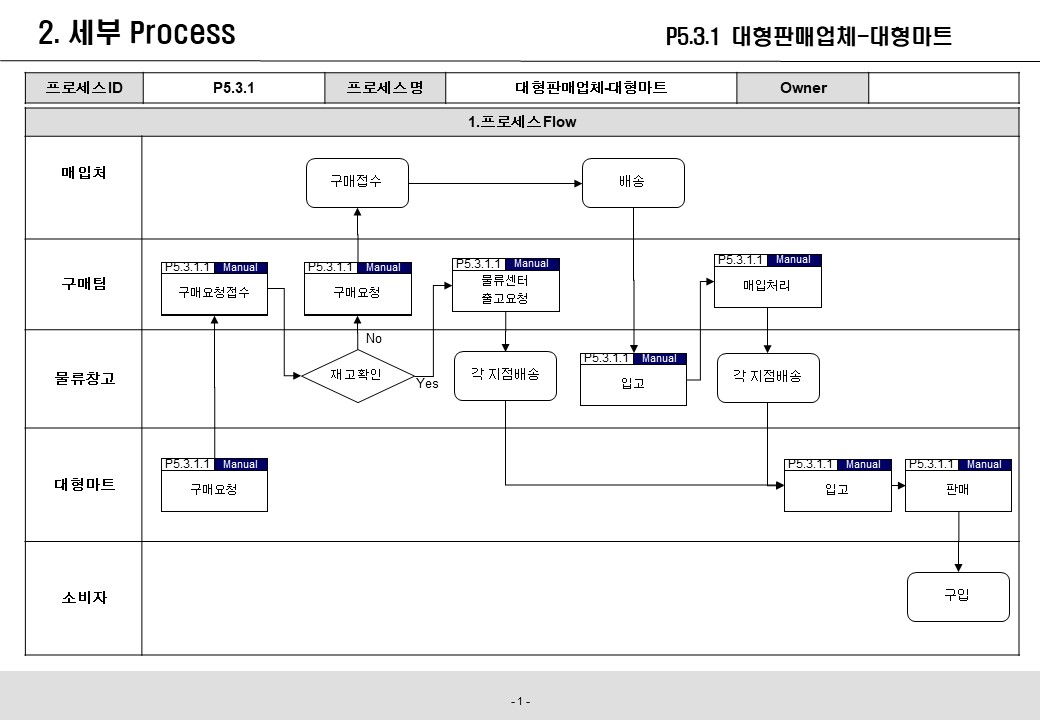 2. 세부 Process
P5.3.1 대형판매업체-대형마트
프로세스ID
P5.3.1
프로세스명
대형판매업체-대형마트
Owner
1.프로세스Flow
매입처
구매접수
배송
구매팀
P5.3.1.1 Manual
구매요청접수
P5.3.1.1 Manual
구매요청
P5.3.1.1 Manual
물류센터
출고요청
P5.3.1.1 Manual
매입처리
No
물류창고
재고확인
Yes
각 지점배송
P5.3.1.1 Manual
입고
각 지점배송
대형마트
P5.3.1.1 Manual
구매요청
P5.3.1.1 Manual
입고
P5.3.1.1 Manual
판매
소비자
구입
- 1 -